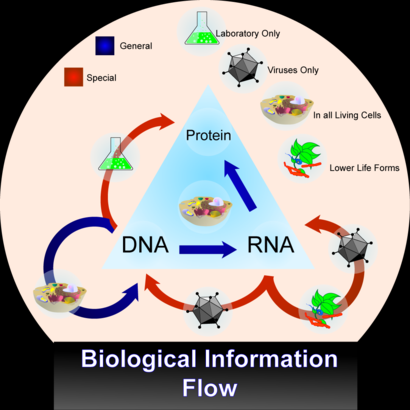 Laboratory Only
General
Viruses Only
Special
In all Living Cells
Protein
Lower Life Forms
DNA
RNA
Biological Information
Flow